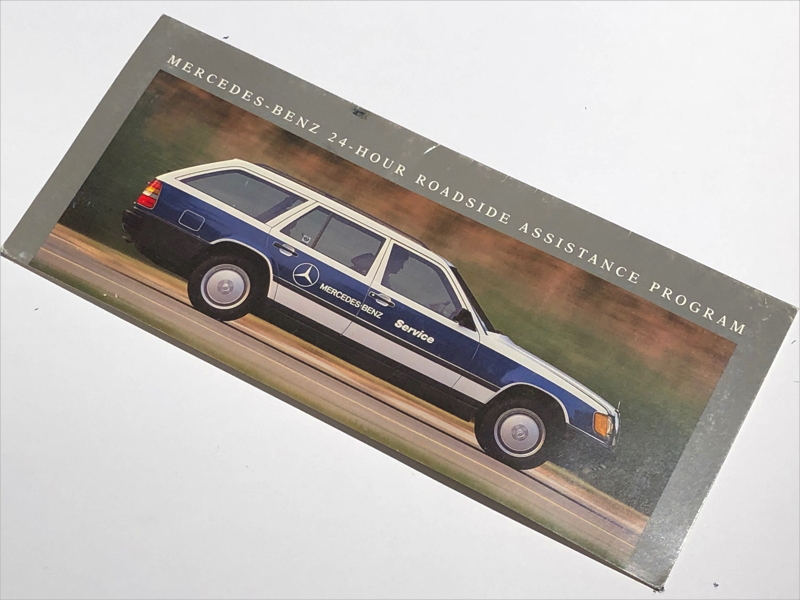 MERCEDES-BENZ 24-HOUR ROADSIDE ASSISTANCE PROGRAM
MERCEDES-BENZ
Service